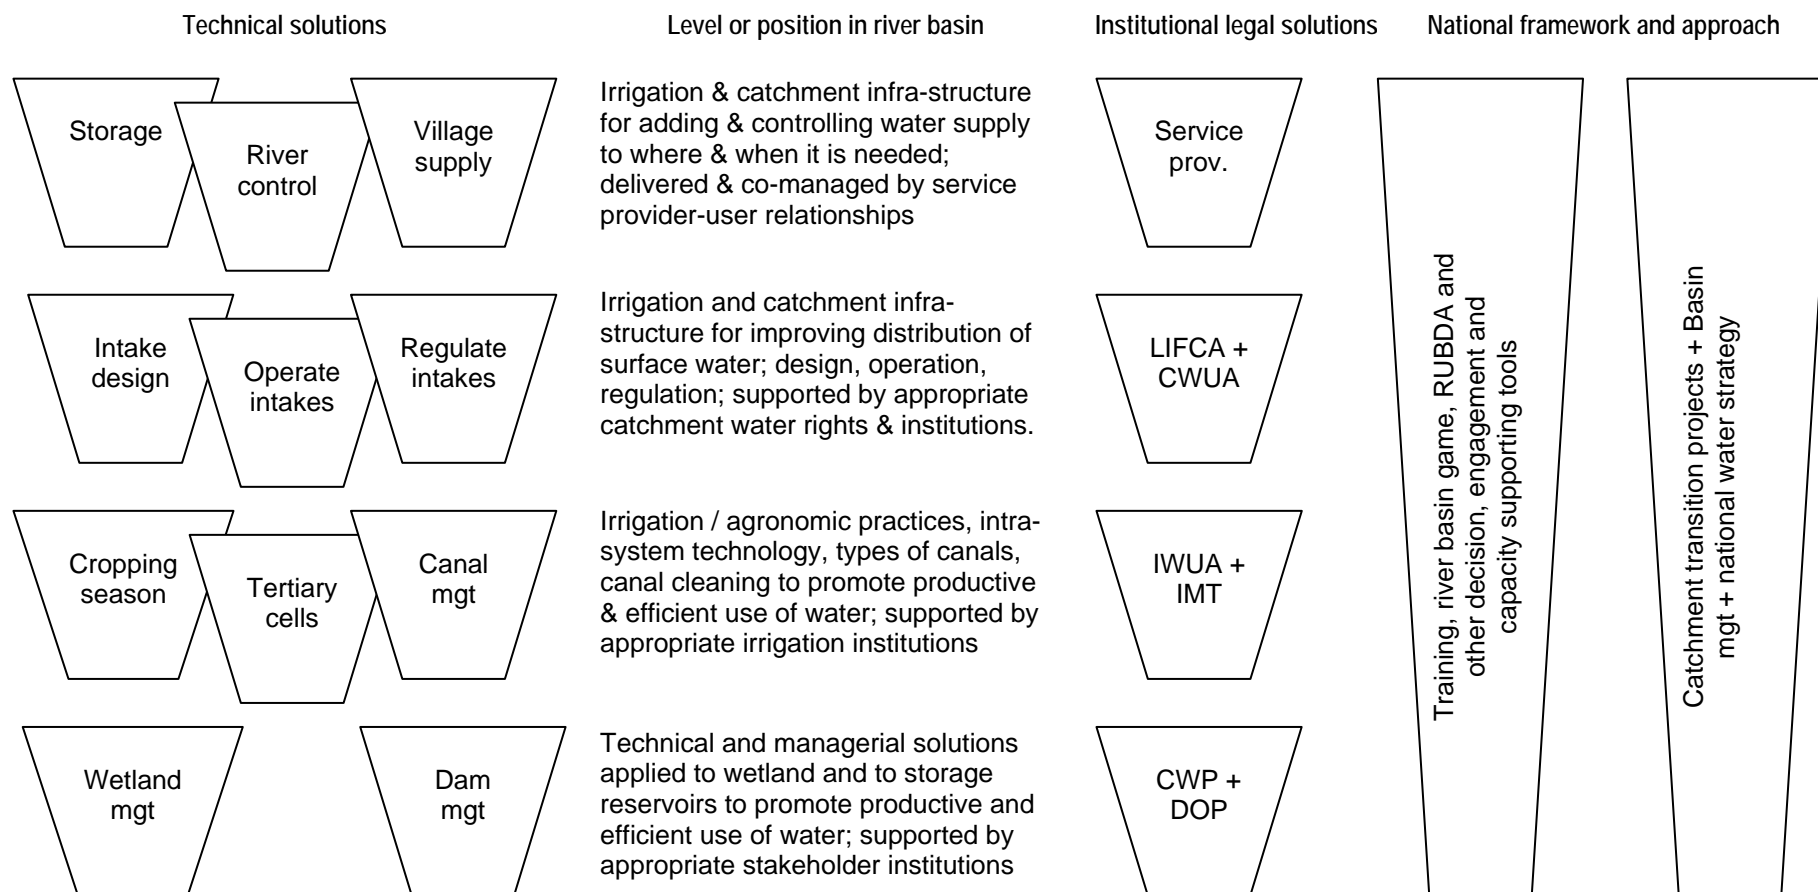 Technical solutions
Level or position in river basin
Institutional legal solutions
National framework and approach
Storage
River
control
Village
supply
Irrigation & catchment infra-structure
for adding & controlling water supply
to where & when it is needed;
delivered & co-managed by service
provider-user relationships
Service
prov.
Intake
design
Operate
intakes
Regulate
intakes
Irrigation and catchment infra-
structure for improving distribution of
surface water; design, operation,
regulation; supported by appropriate
catchment water rights & institutions.
LIFCA +
CWUA
Cropping
season
Tertiary
cells
Canal
mgt
Irrigation / agronomic practices, intra-
system technology, types of canals,
canal cleaning to promote productive
& efficient use of water; supported by
appropriate irrigation institutions
IWUA +
IMT
Wetland
mgt
Dam
mgt
Technical and managerial solutions
applied to wetland and to storage
reservoirs to promote productive and
efficient use of water; supported by
appropriate stakeholder institutions
CWP +
DOP
Training, river basin game, RUBDA and
other decision, engagement and
capacity supporting tools
Catchment transition projects + Basin
mgt + national water strategy